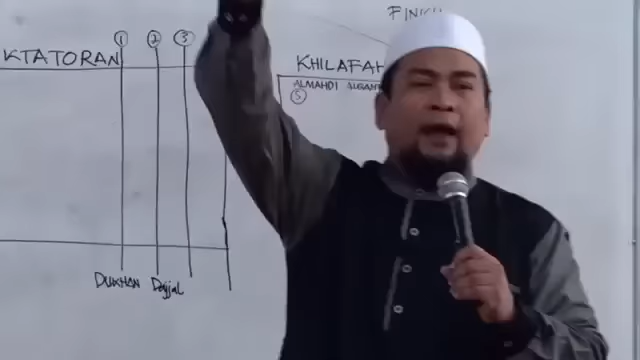 FINISH
KTATORAN ① ② ③
KHILAFAH
ALMAHDI
⑤
DUKHAN Dajjal